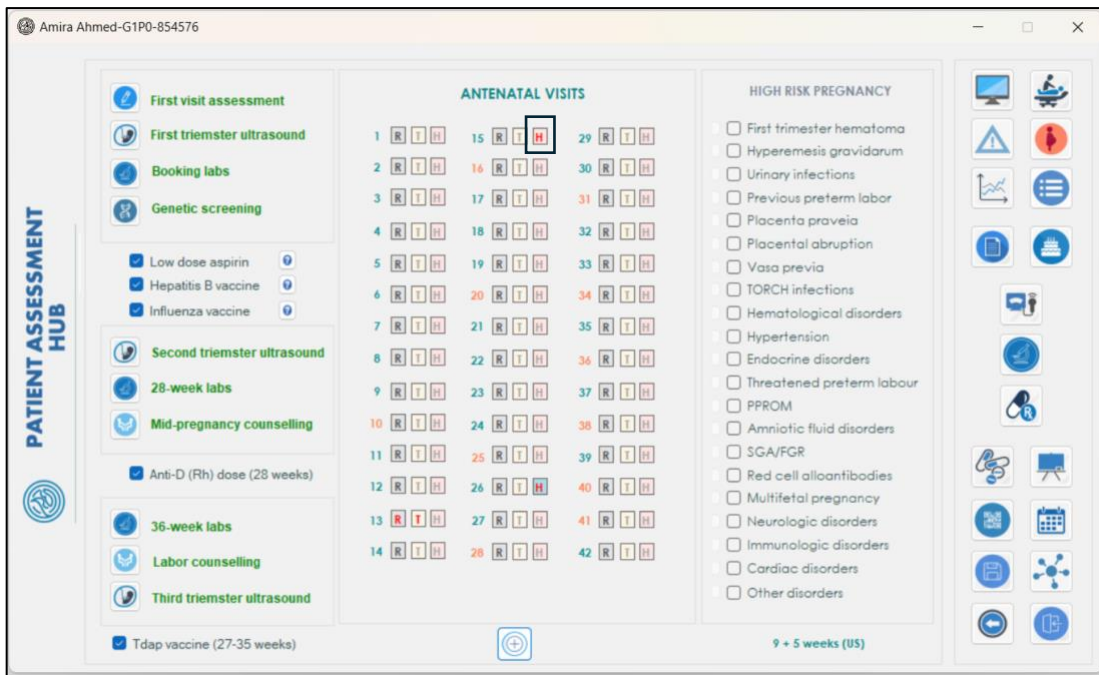 Amira Ahmed-G1P0-854576
PATIENT ASSESSMENT
HUB
First visit assessment
First triemster ultrasound
Booking labs
Genetic screening
Low dose aspirin ?
Hepatitis B vaccine ?
Influenza vaccine ?
Second triemster ultrasound
28-week labs
Mid-pregnancy counselling
Anti-D (Rh) dose (28 weeks)
36-week labs
Labor counselling
Third triemster ultrasound
Tdap vaccine (27-35 weeks)
ANTENATAL VISITS
1 R T H 15 R T H 29 R T H
2 R T H 16 R T H 30 R T H
3 R T H 17 R T H 31 R T H
4 R T H 18 R T H 32 R T H
5 R T H 19 R T H 33 R T H
6 R T H 20 R T H 34 R T H
7 R T H 21 R T H 35 R T H
8 R T H 22 R T H 36 R T H
9 R T H 23 R T H 37 R T H
10 R T H 24 R T H 38 R T H
11 R T H 25 R T H 39 R T H
12 R T H 26 R T H 40 R T H
13 R T H 27 R T H 41 R T H
14 R T H 28 R T H 42 R T H
HIGH RISK PREGNANCY
First trimester hematoma
Hyperemesis gravidarum
Urinary infections
Previous preterm labor
Placenta praveia
Placental abruption
Vasa previa
TORCH infections
Hematological disorders
Hypertension
Endocrine disorders
Threatened preterm labour
PPROM
Amniotic fluid disorders
SGA/FGR
Red cell alloantibodies
Multifetal pregnancy
Neurologic disorders
Immunologic disorders
Cardiac disorders
Other disorders
9 + 5 weeks (US)
R